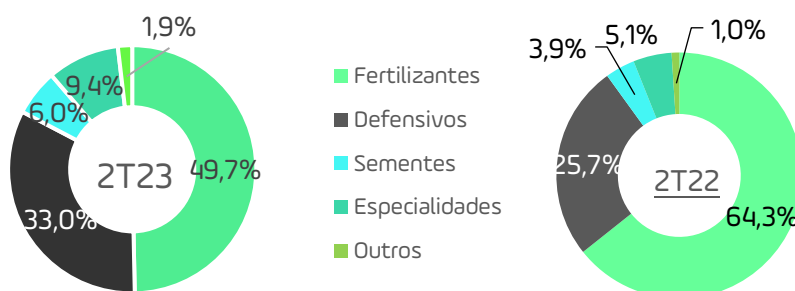 1,9%
9,4%
6,0%
2T23
49,7%
33,0%
Fertilizantes
Defensivos
Sementes
Especialidades
Outros
5,1%
1,0%
3,9%
25,7%
2T22
64,3%